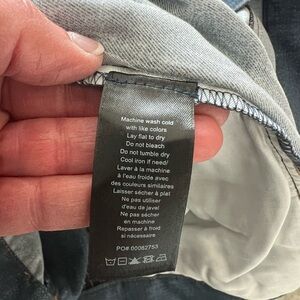 Machine wash cold
with like colors
Lay flat to dry
Do not bleach
Do not tumble dry
Cool iron if need/
Laver à la machine
à l'eau froide avec
des couleurs similaires
Laisser sécher à plat
Ne pas utiliser
d'eau de javel
Ne pas sécher
en machine
Repasser à froid
si nécessaire
PO# 00062753